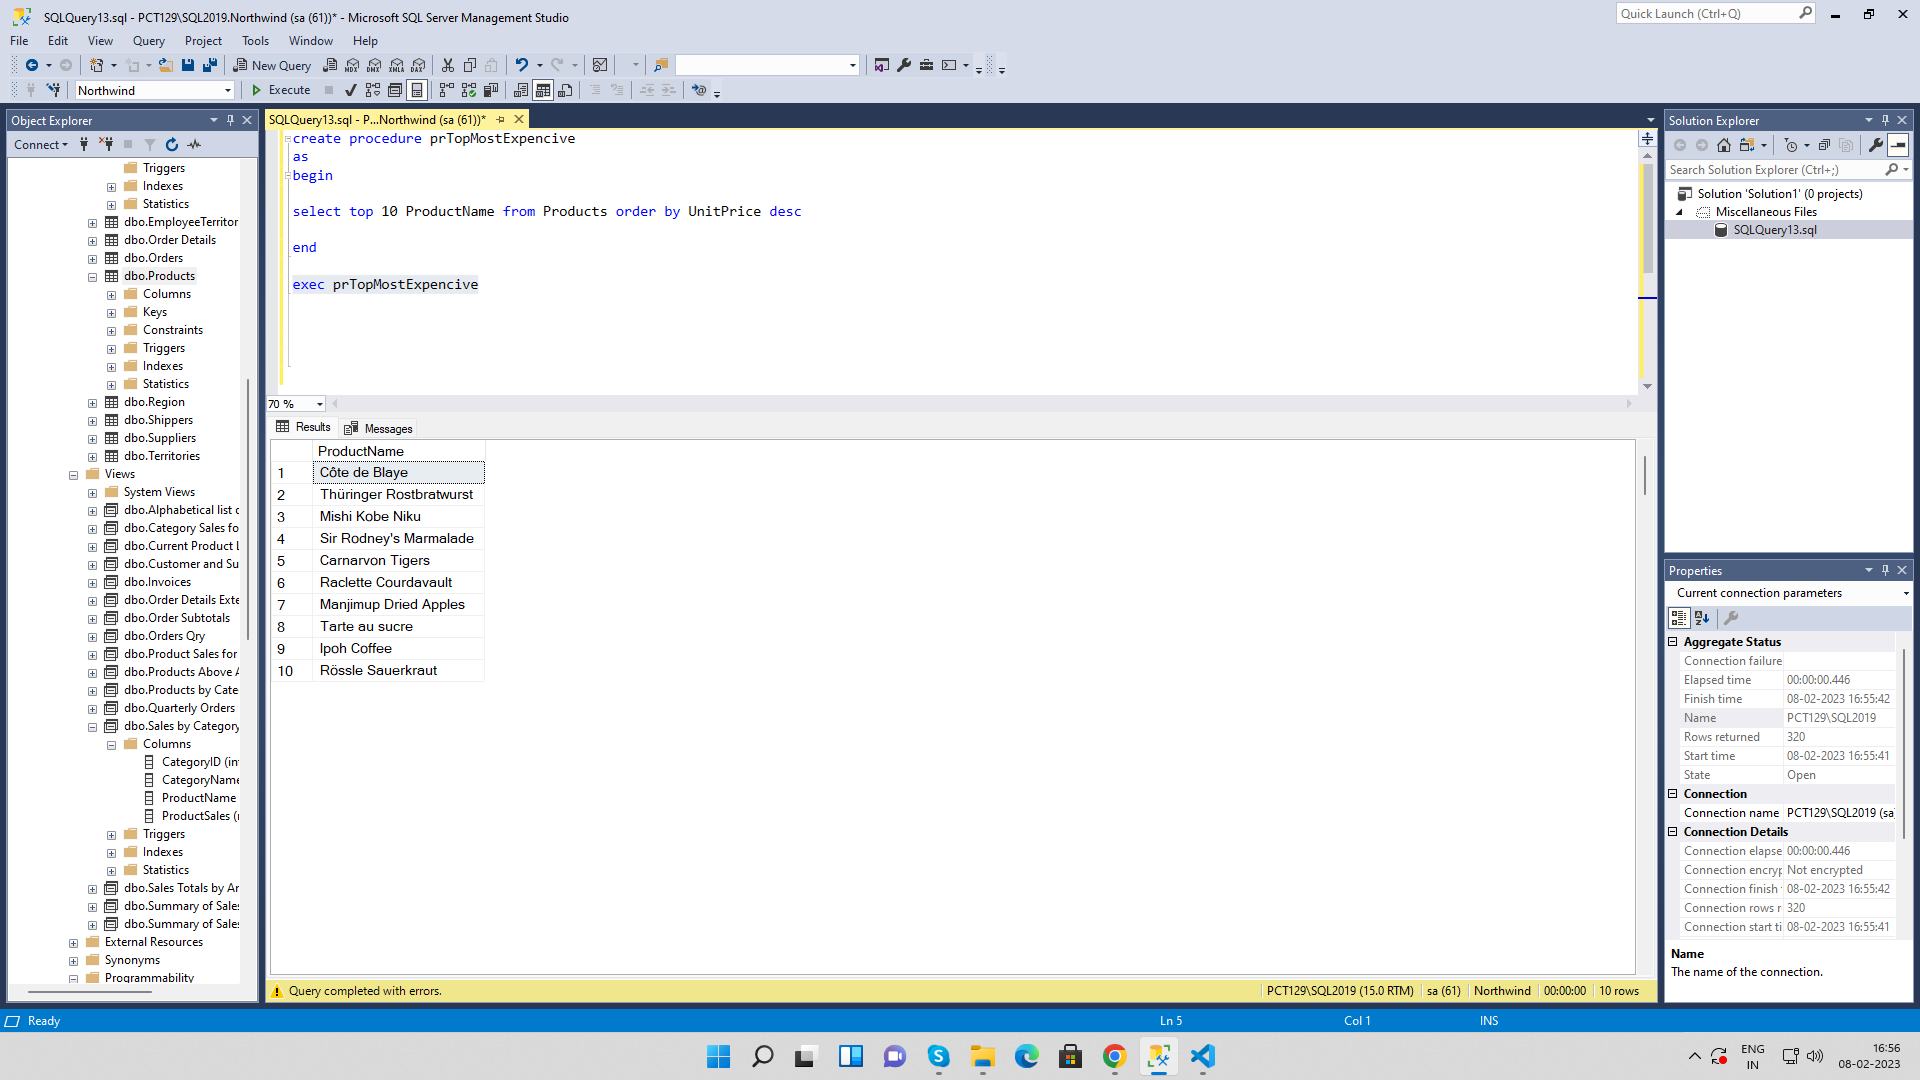 SQLQuery13.sql - PCT129\SQL2019.Northwind (sa (61))* - Microsoft SQL Server Management Studio
Quick Launch (Ctrl+Q)
File Edit View Query Project Tools Window Help
New Query
MDX DMX XMLA DAX
Northwind
Execute
Object Explorer
Connect
Triggers
Indexes
Statistics
dbo.EmployeeTerritor
dbo.Order Details
dbo.Orders
dbo.Products
Columns
Keys
Constraints
Triggers
Indexes
Statistics
dbo.Region
dbo.Shippers
dbo.Suppliers
dbo.Territories
Views
System Views
dbo.Alphabetical list o
dbo.Category Sales fo
dbo.Current Product L
dbo.Customer and Su
dbo.Invoices
dbo.Order Details Exte
dbo.Order Subtotals
dbo.Orders Qry
dbo.Product Sales for
dbo.Products Above A
dbo.Products by Cate
dbo.Quarterly Orders
dbo.Sales by Category
Columns
CategoryID (in
CategoryName
ProductName
ProductSales (
Triggers
Indexes
Statistics
dbo.Sales Totals by Ar
dbo.Summary of Sales
dbo.Summary of Sales
External Resources
Synonyms
Programmability
SQLQuery13.sql - P...Northwind (sa (61))*
create procedure prTopMostExpencive
as
begin
select top 10 ProductName from Products order by UnitPrice desc
end
exec prTopMostExpencive
70 %
Results Messages
ProductName
1 Côte de Blaye
2 Thüringer Rostbratwurst
3 Mishi Kobe Niku
4 Sir Rodney's Marmalade
5 Carnarvon Tigers
6 Raclette Courdavault
7 Manjimup Dried Apples
8 Tarte au sucre
9 Ipoh Coffee
10 Rössle Sauerkraut
Query completed with errors.
PCT129\SQL2019 (15.0 RTM) sa (61) Northwind 00:00:00 10 rows
Solution Explorer
Search Solution Explorer (Ctrl+;)
Solution 'Solution1' (0 projects)
Miscellaneous Files
SQLQuery13.sql
Properties
Current connection parameters
Aggregate Status
Connection failure
Elapsed time 00:00:00.446
Finish time 08-02-2023 16:55:42
Name PCT129\SQL2019
Rows returned 320
Start time 08-02-2023 16:55:41
State Open
Connection
Connection name PCT129\SQL2019 (sa
Connection Details
Connection elapse 00:00:00.446
Connection encryp Not encrypted
Connection finish 08-02-2023 16:55:42
Connection rows r 320
Connection start ti 08-02-2023 16:55:41
Name
The name of the connection.
Ready
Ln 5
Col 1
INS
ENG
IN
16:56
08-02-2023